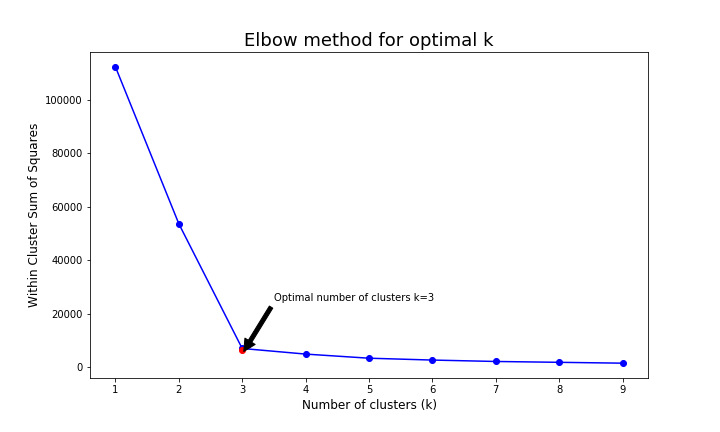 Elbow method for optimal k
Within Cluster Sum of Squares
100000
80000
60000
40000
20000
0
Optimal number of clusters k=3
1 2 3 4 5 6 7 8 9
Number of clusters (k)